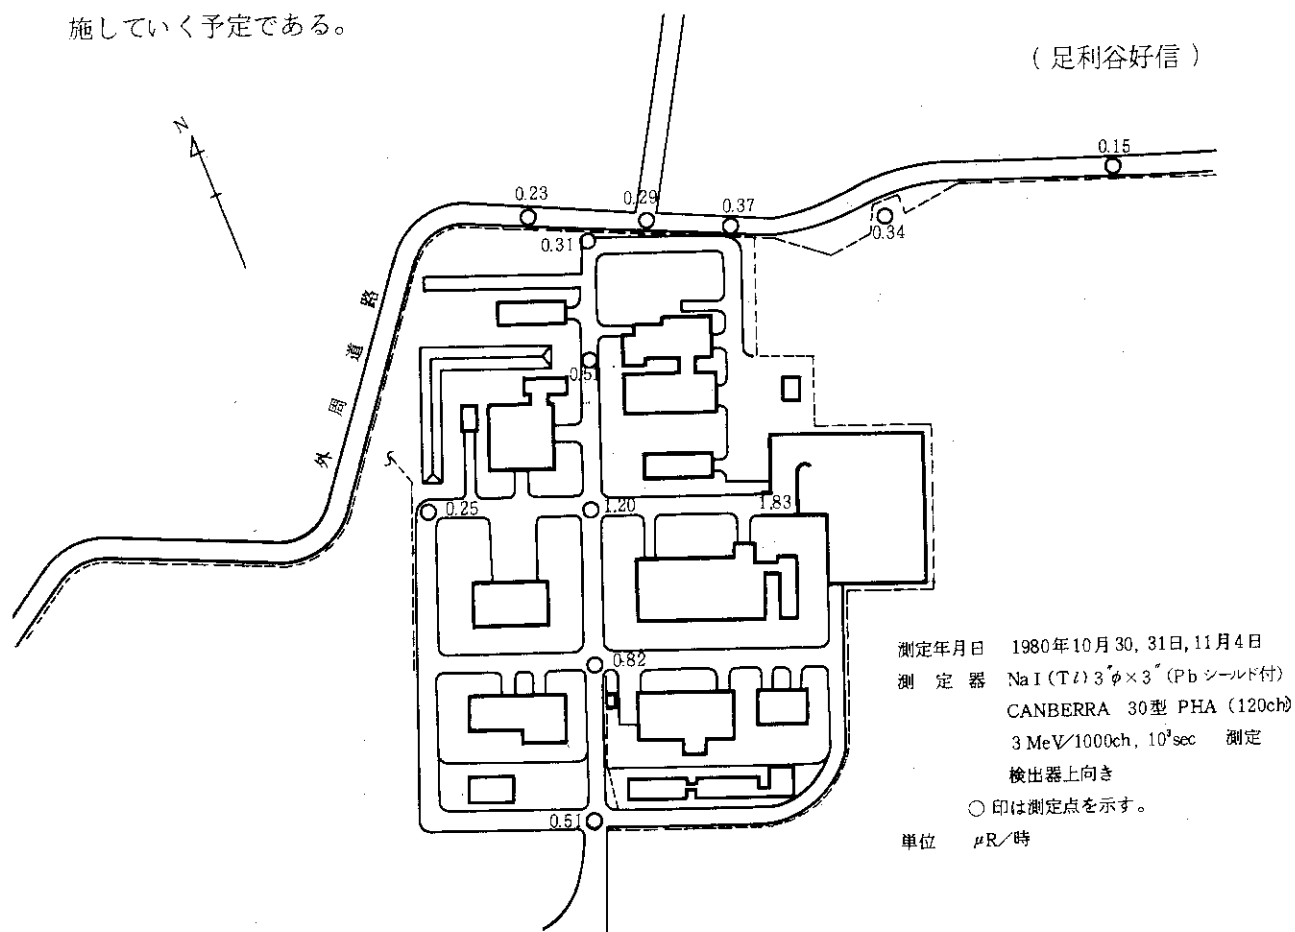 施していく予定である。
(足利谷好信)
N
0.15
0.23
0.29
0.37
0.34
0.31
外周道路
0.51
0.25
1.20
1.83
0.82
0.51
測定年月日 1980年10月30, 31日, 11月4日
測定器 NaI(Tl)3″φ×3″(Pbシールド付)
CANBERRA 30型 PHA (120ch)
3 MeV/1000ch, 10³sec 測定
検出器上向き
○印は測定点を示す。
単位 μR/時